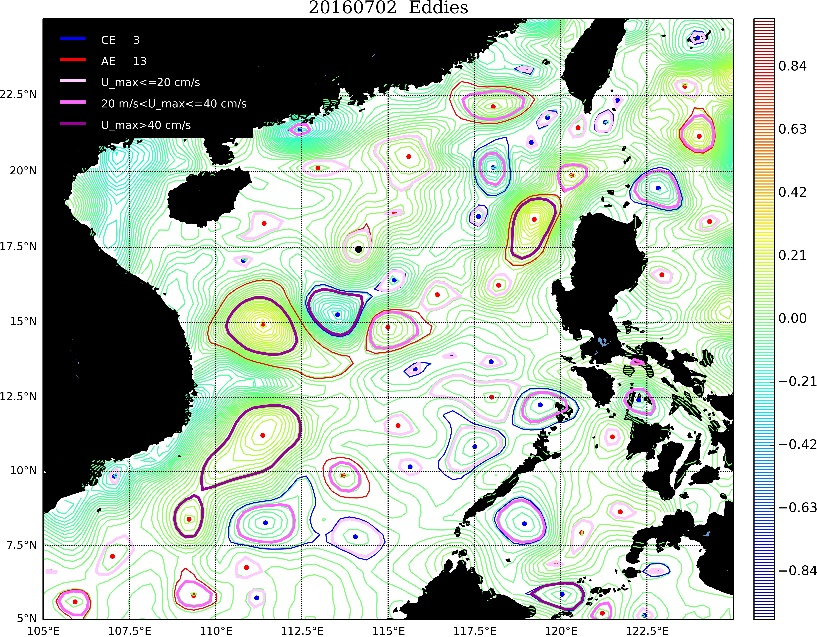 20160702 Eddies
CE 3
AE 13
U_max<=20 cm/s
20 m/s<U_max<=40 cm/s
U_max>40 cm/s
22.5°N
20°N
17.5°N
15°N
12.5°N
10°N
7.5°N
5°N
105°E 107.5°E 110°E 112.5°E 115°E 117.5°E 120°E 122.5°E
0.84
0.63
0.42
0.21
0.00
−0.21
−0.42
−0.63
−0.84